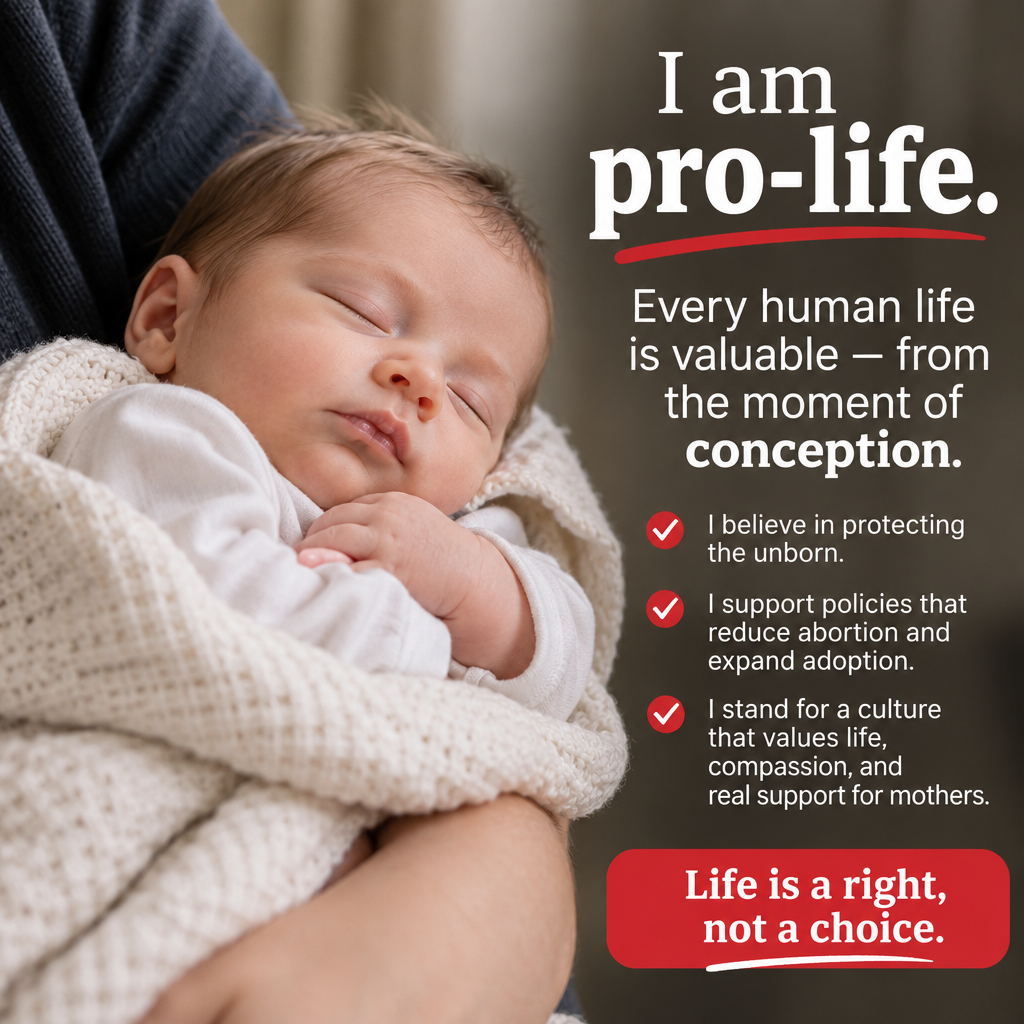 I am
pro-life.
Every human life
is valuable — from
the moment of
conception.
I believe in protecting
the unborn.
I support policies that
reduce abortion and
expand adoption.
I stand for a culture
that values life,
compassion, and
real support for mothers.
Life is a right,
not a choice.